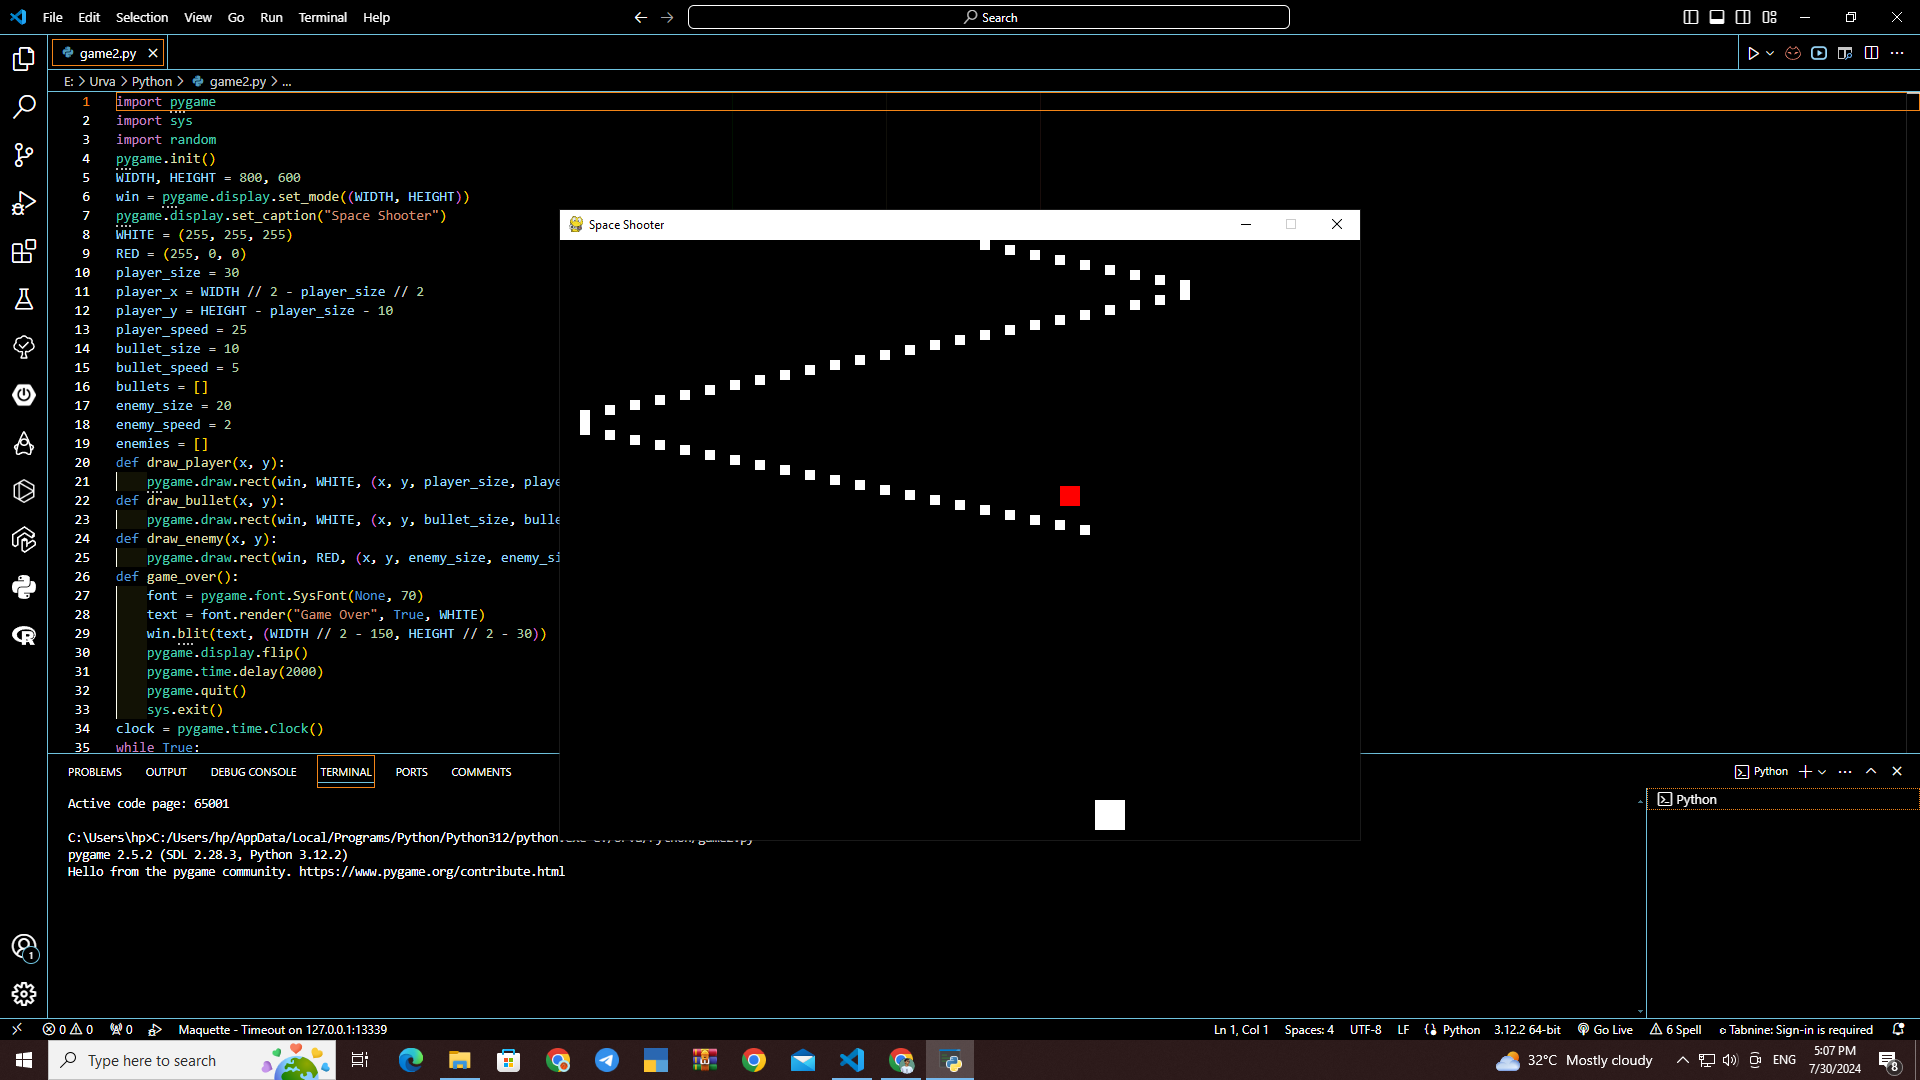 File Edit Selection View Go Run Terminal Help
Search
game2.py
E: > Urva > Python > game2.py > ...
1 import pygame
2 import sys
3 import random
4 pygame.init()
5 WIDTH, HEIGHT = 800, 600
6 win = pygame.display.set_mode((WIDTH, HEIGHT))
7 pygame.display.set_caption("Space Shooter")
8 WHITE = (255, 255, 255)
9 RED = (255, 0, 0)
10 player_size = 30
11 player_x = WIDTH // 2 - player_size // 2
12 player_y = HEIGHT - player_size - 10
13 player_speed = 25
14 bullet_size = 10
15 bullet_speed = 5
16 bullets = []
17 enemy_size = 20
18 enemy_speed = 2
19 enemies = []
20 def draw_player(x, y):
21 pygame.draw.rect(win, WHITE, (x, y, player_size, playe
22 def draw_bullet(x, y):
23 pygame.draw.rect(win, WHITE, (x, y, bullet_size, bulle
24 def draw_enemy(x, y):
25 pygame.draw.rect(win, RED, (x, y, enemy_size, enemy_si
26 def game_over():
27 font = pygame.font.SysFont(None, 70)
28 text = font.render("Game Over", True, WHITE)
29 win.blit(text, (WIDTH // 2 - 150, HEIGHT // 2 - 30))
30 pygame.display.flip()
31 pygame.time.delay(2000)
32 pygame.quit()
33 sys.exit()
34 clock = pygame.time.Clock()
35 while True:
Space Shooter
PROBLEMS OUTPUT DEBUG CONSOLE TERMINAL PORTS COMMENTS
Python
Python
Active code page: 65001
C:\Users\hp>C:/Users/hp/AppData/Local/Programs/Python/Python312/python
pygame 2.5.2 (SDL 2.28.3, Python 3.12.2)
Hello from the pygame community. https://www.pygame.org/contribute.html
1
0 0 0 Maquette - Timeout on 127.0.0.1:13339 Ln 1, Col 1 Spaces: 4 UTF-8 LF Python 3.12.2 64-bit Go Live 6 Spell Tabnine: Sign-in is required
Type here to search
32°C Mostly cloudy
ENG
5:07 PM
7/30/2024
8